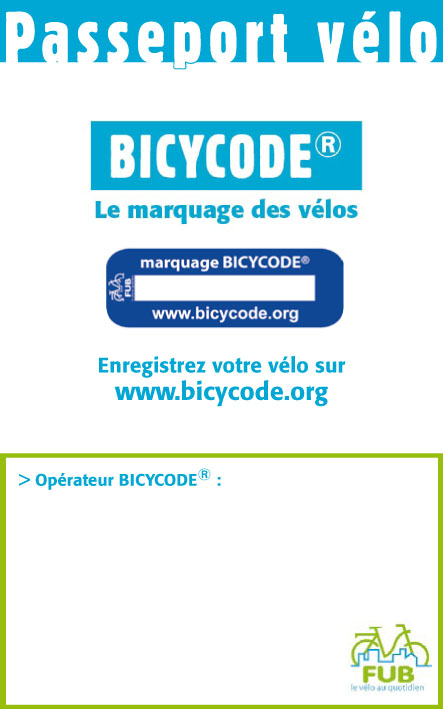 Passeport vélo
BICYCODE®
Le marquage des vélos
marquage BICYCODE®
FUB
www.bicycode.org
Enregistrez votre vélo sur
www.bicycode.org
> Opérateur BICYCODE® :
FUB
le vélo au quotidien